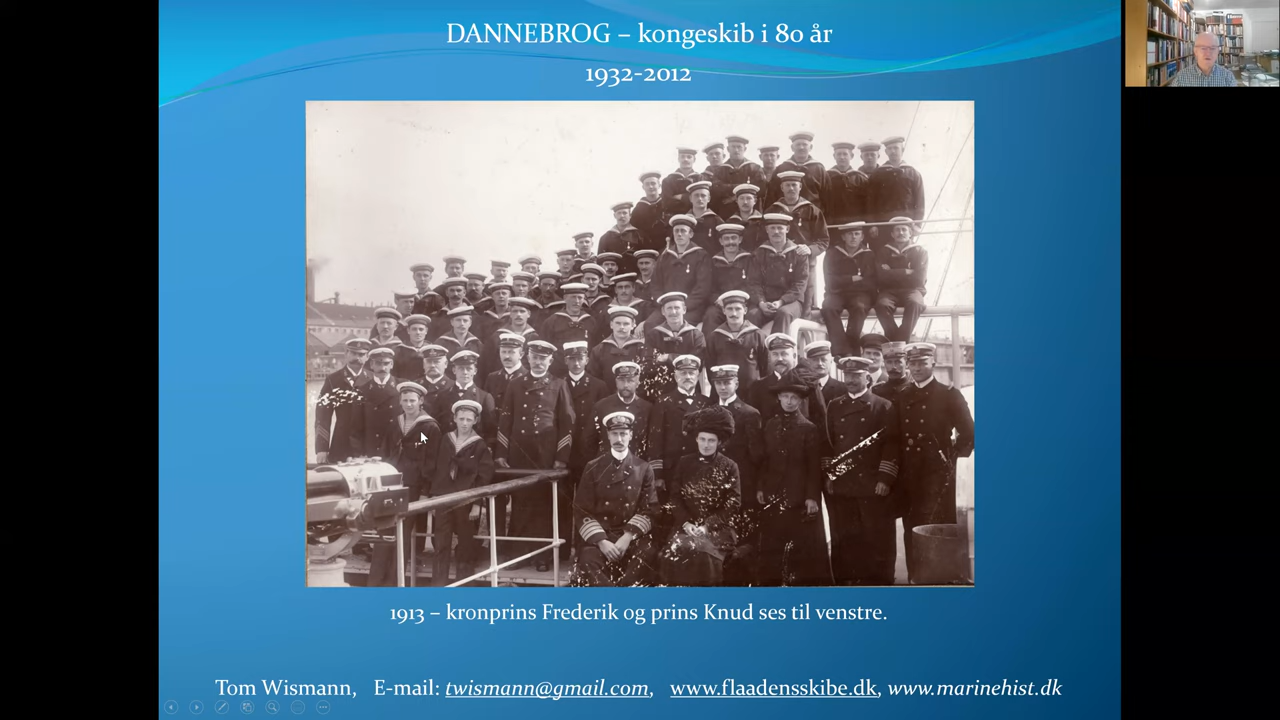 DANNEBROG – kongeskib i 80 år
1932-2012
1913 – kronprins Frederik og prins Knud ses til venstre.
Tom Wismann, E-mail: twismann@gmail.com, www.flaadensskibe.dk, www.marinehist.dk